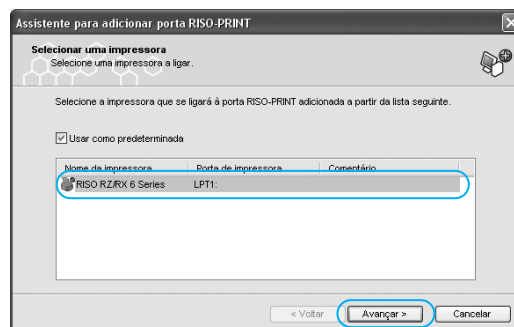 Assistente para adicionar porta RISO-PRINT
Selecionar uma impressora
Selecione uma impressora a ligar.
Selecione a impressora que se ligará à porta RISO-PRINT adicionada a partir da lista seguinte.
Usar como predeterminada
Nome da impressora Porta de impressora Comentário
RISO RZ/RX 6 Series LPT1:
< Voltar Avançar > Cancelar